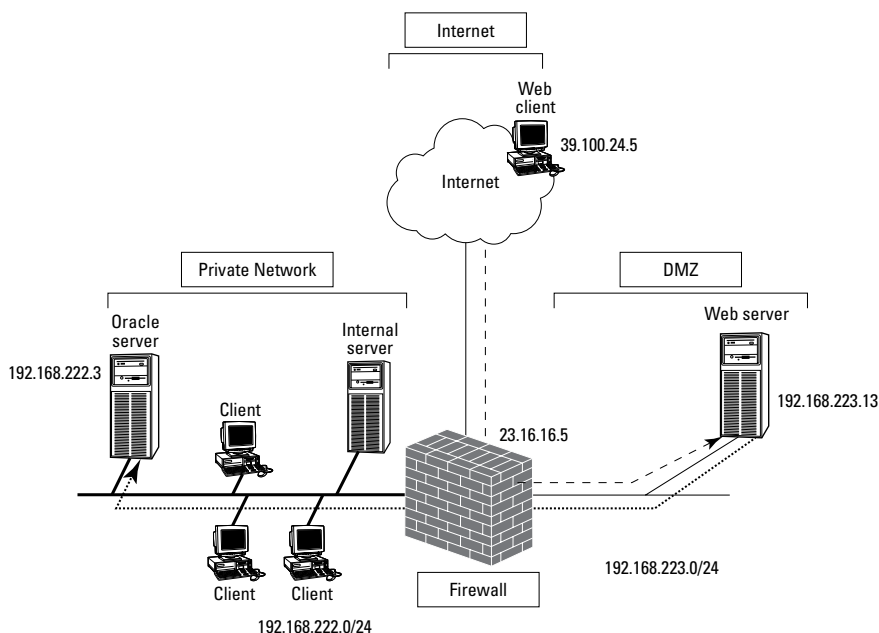 Internet
Web
client
39.100.24.5
Internet
Private Network
DMZ
Oracle
server
Internal
server
Web server
192.168.222.3
192.168.223.13
Client
23.16.16.5
Client
Client
Firewall
192.168.223.0/24
192.168.222.0/24